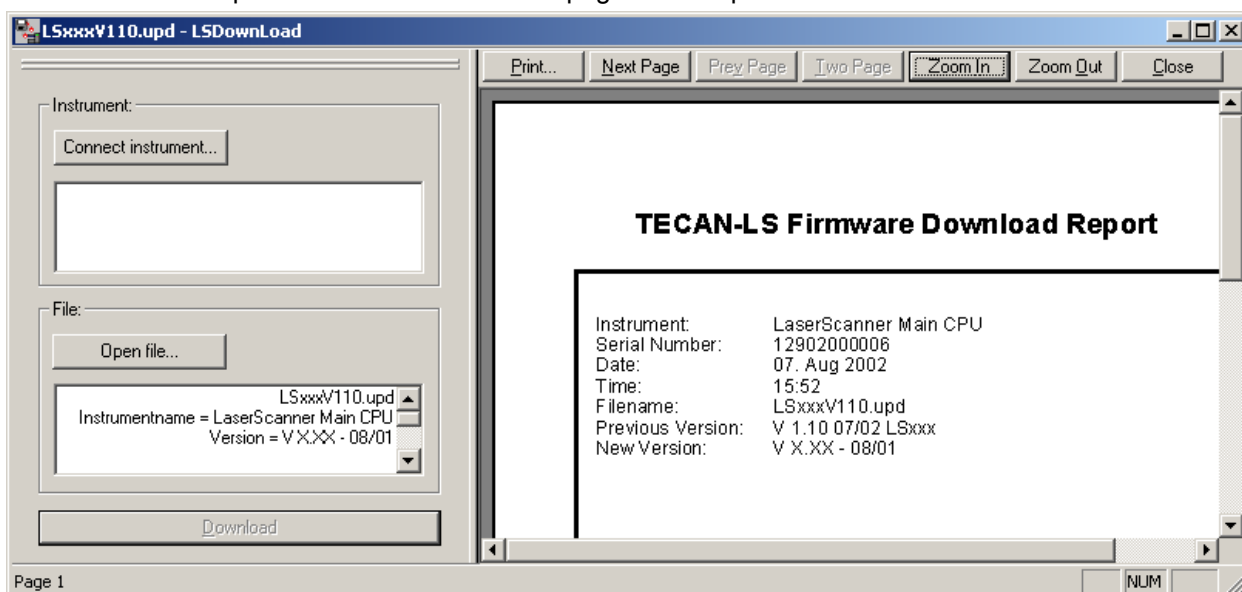 LSxxxV110.upd - LSDownLoad
Print... Next Page Prev Page Two Page Zoom In Zoom Out Close
Instrument:
Connect instrument...
File:
Open file...
LSxxxV110.upd
Instrumentname = LaserScanner Main CPU
Version = V X.XX - 08/01
Download
TECAN-LS Firmware Download Report
Instrument: LaserScanner Main CPU
Serial Number: 12902000006
Date: 07. Aug 2002
Time: 15:52
Filename: LSxxxV110.upd
Previous Version: V 1.10 07/02 LSxxx
New Version: V X.XX - 08/01
Page 1 NUM